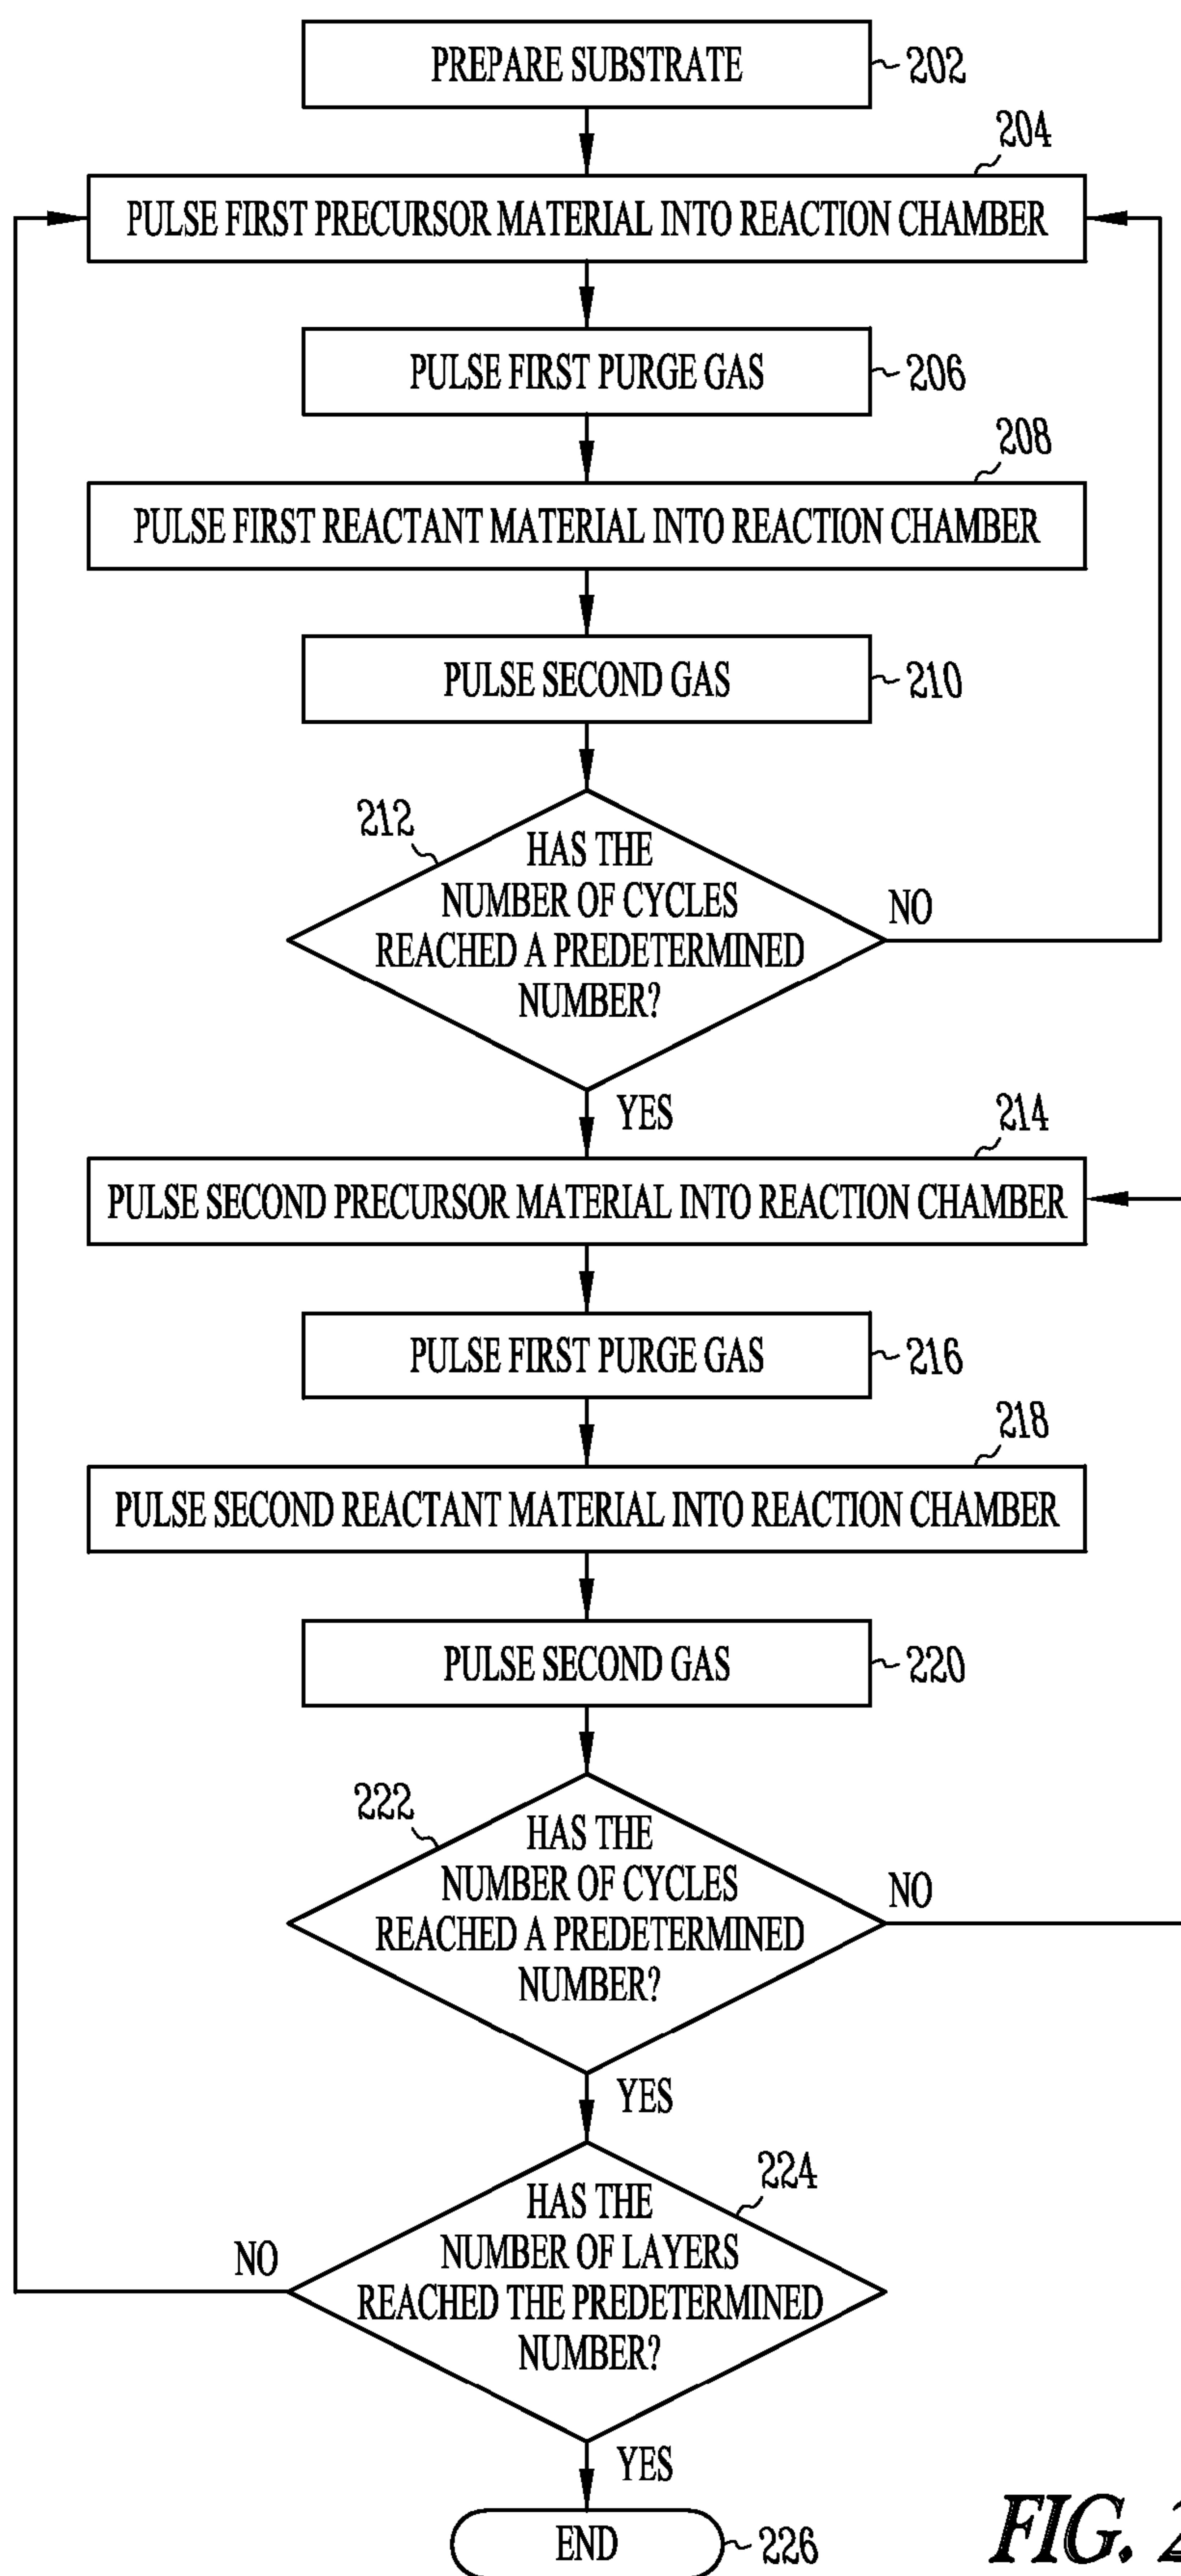 PREPARE SUBSTRATE
202
204
PULSE FIRST PRECURSOR MATERIAL INTO REACTION CHAMBER
PULSE FIRST PURGE GAS
206
208
PULSE FIRST REACTANT MATERIAL INTO REACTION CHAMBER
PULSE SECOND GAS
210
212
HAS THE
NUMBER OF CYCLES
REACHED A PREDETERMINED
NUMBER?
NO
YES
214
PULSE SECOND PRECURSOR MATERIAL INTO REACTION CHAMBER
PULSE FIRST PURGE GAS
216
218
PULSE SECOND REACTANT MATERIAL INTO REACTION CHAMBER
PULSE SECOND GAS
220
222
HAS THE
NUMBER OF CYCLES
REACHED A PREDETERMINED
NUMBER?
NO
YES
224
HAS THE
NUMBER OF LAYERS
REACHED THE PREDETERMINED
NUMBER?
NO
YES
END
226
FIG. 2